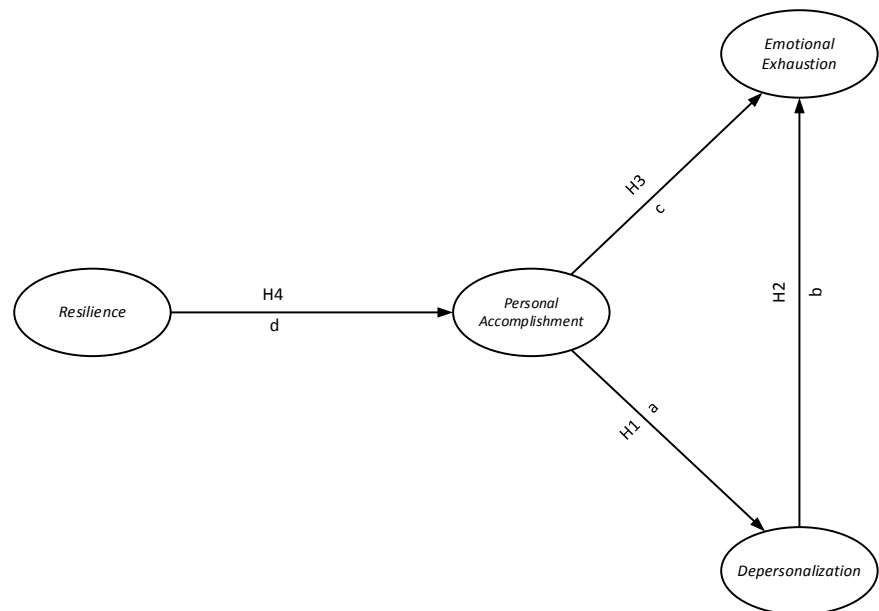 Emotional
Exhaustion
H3
c
H4
d
Resilience
Personal
Accomplishment
H2
b
a
H1
Depersonalization